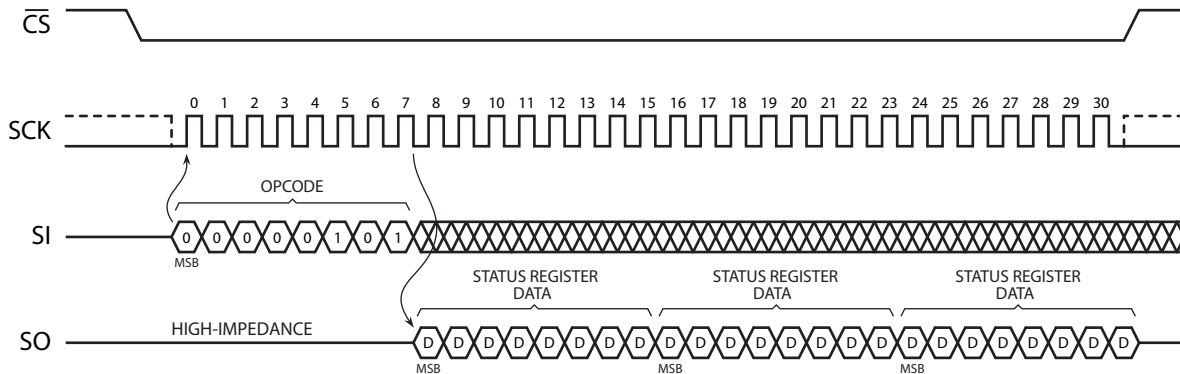 CS
0 1 2 3 4 5 6 7 8 9 10 11 12 13 14 15 16 17 18 19 20 21 22 23 24 25 26 27 28 29 30
SCK
OPCODE
SI
0 0 0 0 0 1 0 1
MSB
STATUS REGISTER
DATA
STATUS REGISTER
DATA
STATUS REGISTER
DATA
HIGH-IMPEDANCE
SO
D D D D D D D D D D D D D D D D D D D D D D D D
MSB
MSB
MSB